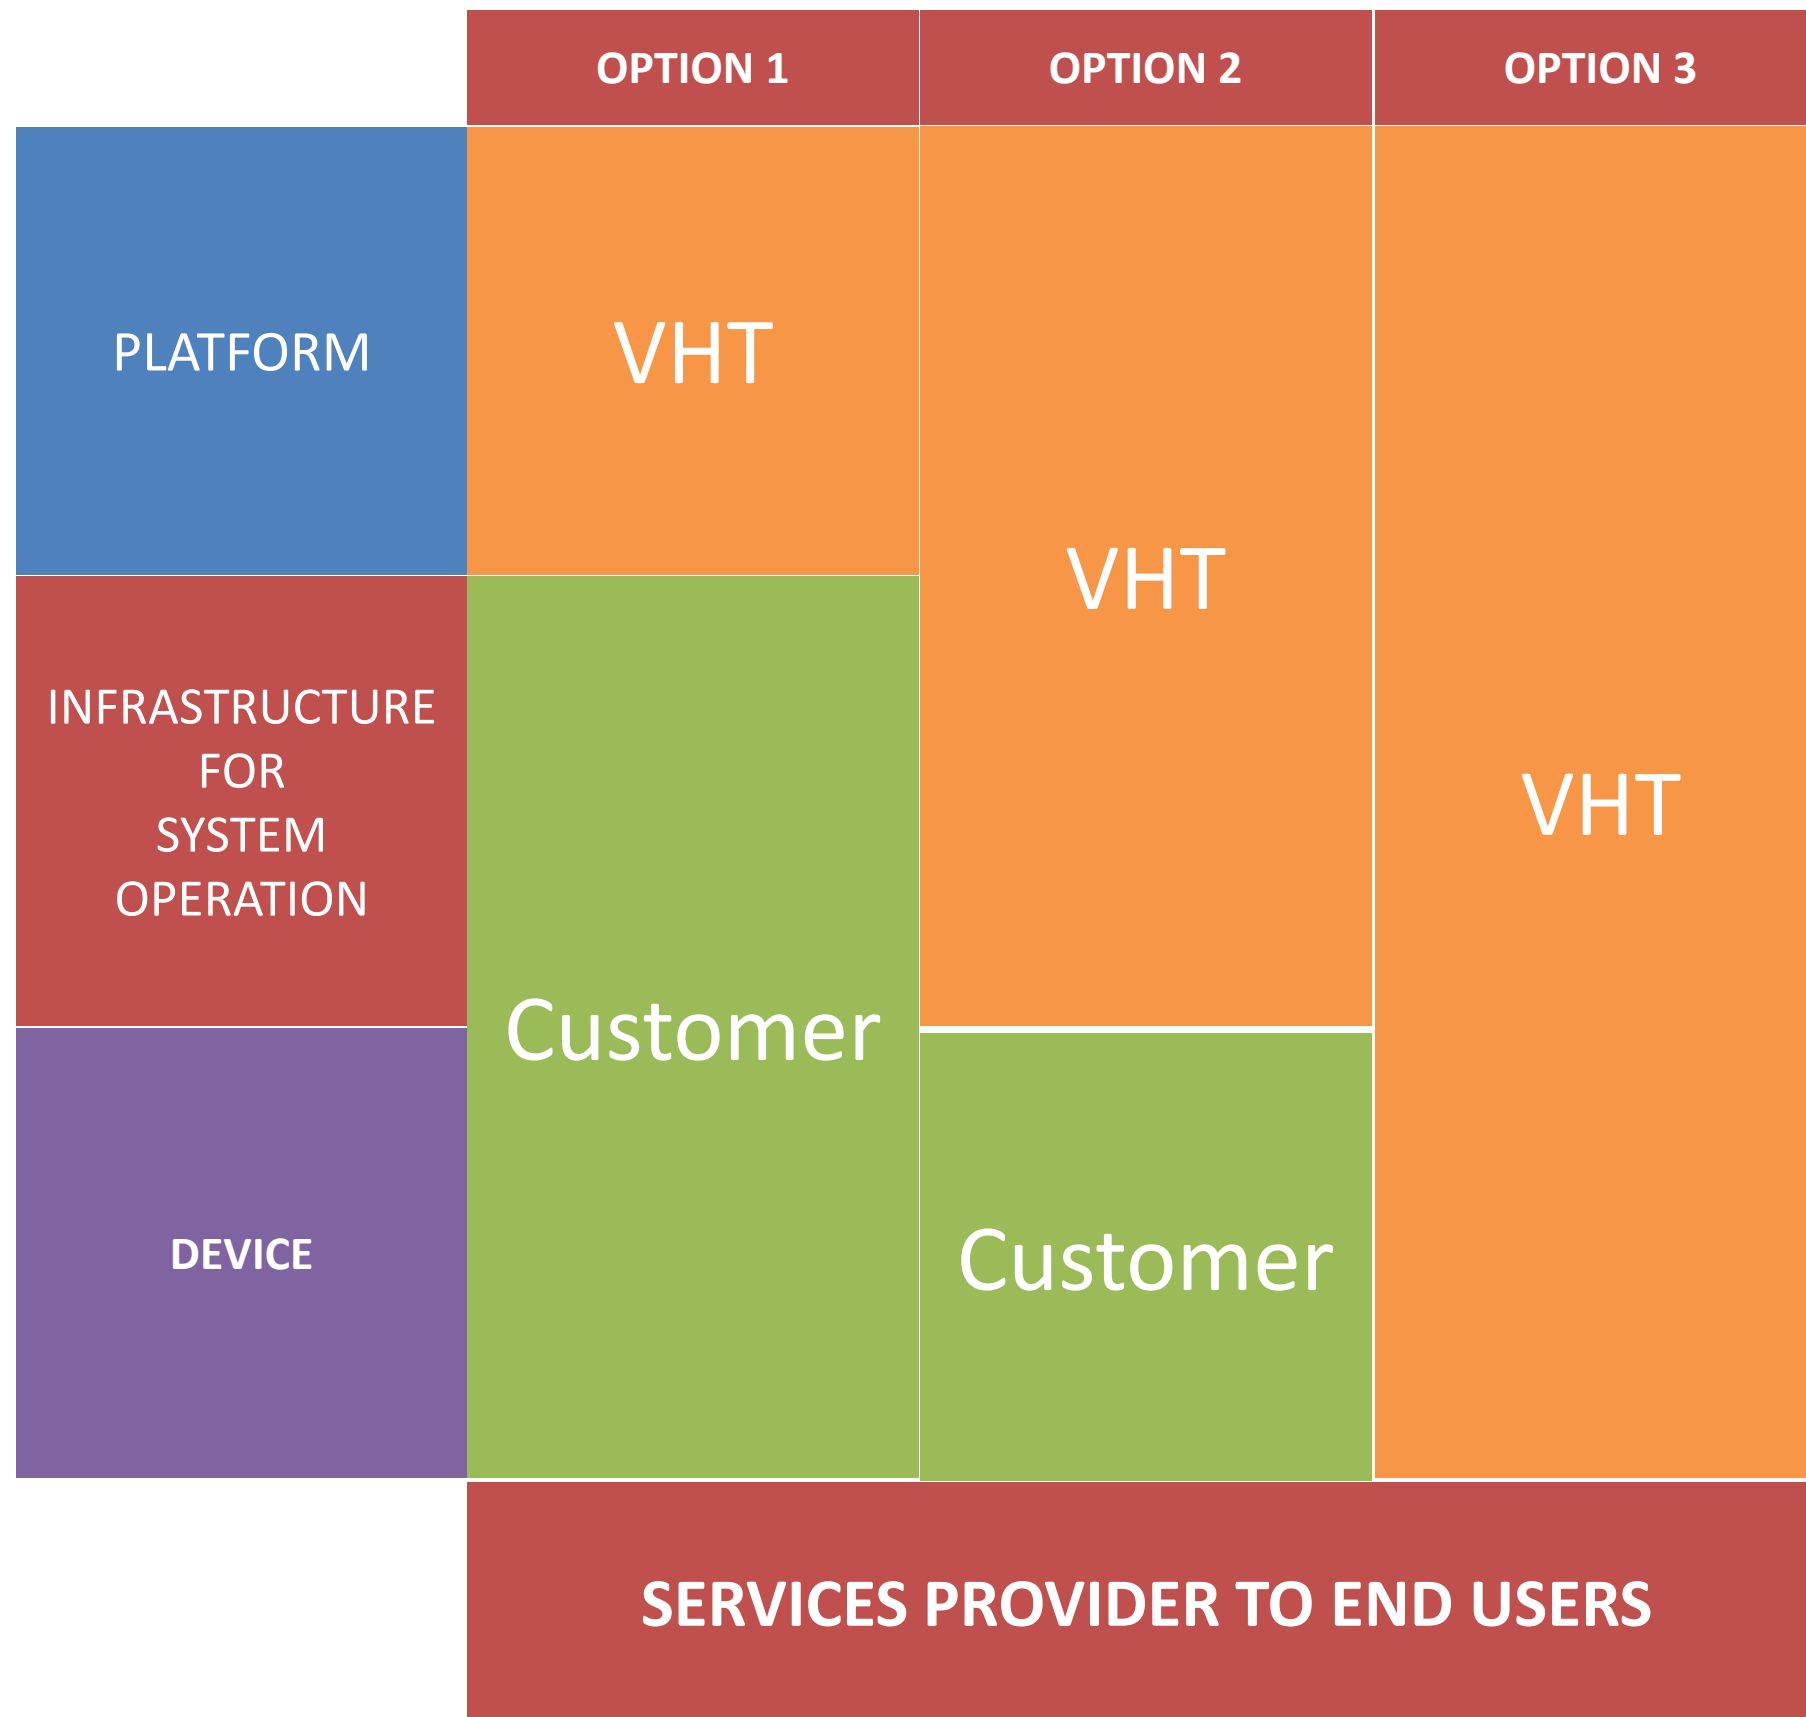 OPTION 1
OPTION 2
OPTION 3
PLATFORM
VHT
VHT
VHT
INFRASTRUCTURE
FOR
SYSTEM
OPERATION
Customer
DEVICE
Customer
SERVICES PROVIDER TO END USERS